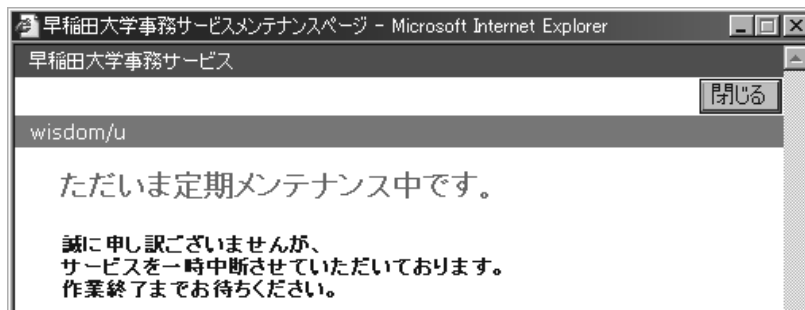 早稲田大学事務サービスメンテナンスページ - Microsoft Internet Explorer
早稲田大学事務サービス
閉じる
wisdom/u
ただいま定期メンテナンス中です。
誠に申し訳ございませんが、
サービスを一時中断させていただいております。
作業終了までお待ちください。